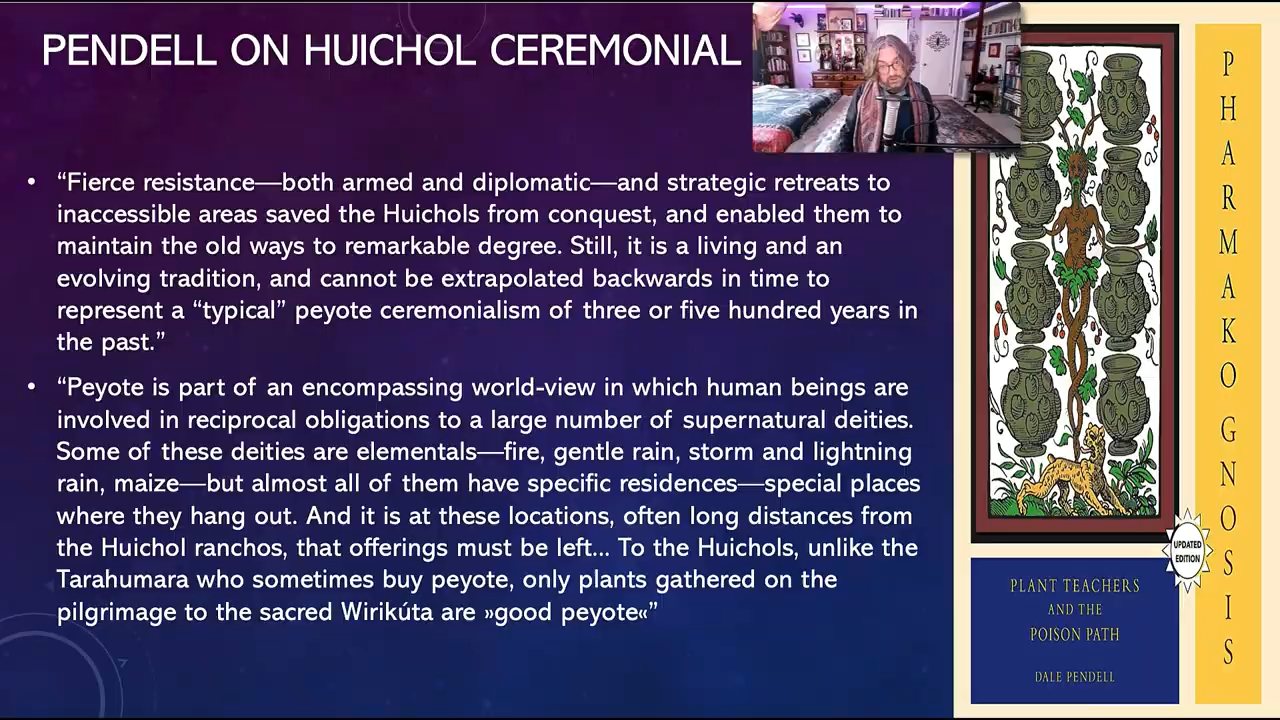 PENDELL ON HUICHOL CEREMONIAL
• “Fierce resistance—both armed and diplomatic—and strategic retreats to
inaccessible areas saved the Huichols from conquest, and enabled them to
maintain the old ways to remarkable degree. Still, it is a living and an
evolving tradition, and cannot be extrapolated backwards in time to
represent a “typical” peyote ceremonialism of three or five hundred years in
the past.”
• “Peyote is part of an encompassing world-view in which human beings are
involved in reciprocal obligations to a large number of supernatural deities.
Some of these deities are elementals—fire, gentle rain, storm and lightning
rain, maize—but almost all of them have specific residences—special places
where they hang out. And it is at these locations, often long distances from
the Huichol ranchos, that offerings must be left... To the Huichols, unlike the
Tarahumara who sometimes buy peyote, only plants gathered on the
pilgrimage to the sacred Wirikúta are »good peyote«”
7
PHARMAKO GNOSIS
UPDATED
EDITION
PLANT TEACHERS
AND THE
POISON PATH
DALE PENDELL